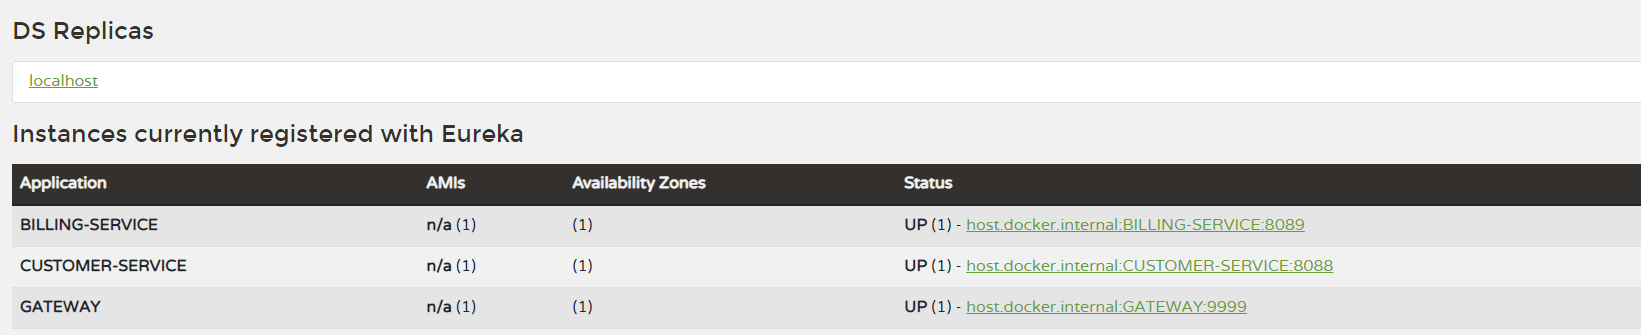 DS Replicas
localhost
Instances currently registered with Eureka
Application AMIs Availability Zones Status
BILLING-SERVICE n/a (1) (1) UP (1) - host.docker.internal:BILLING-SERVICE:8089
CUSTOMER-SERVICE n/a (1) (1) UP (1) - host.docker.internal:CUSTOMER-SERVICE:8088
GATEWAY n/a (1) (1) UP (1) - host.docker.internal:GATEWAY:9999